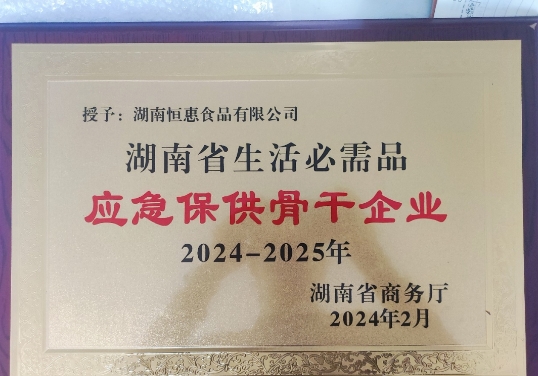 授予：湖南恒惠食品有限公司
湖南省生活必需品
应急保供骨干企业
2024-2025年
湖南省商务厅
2024年2月